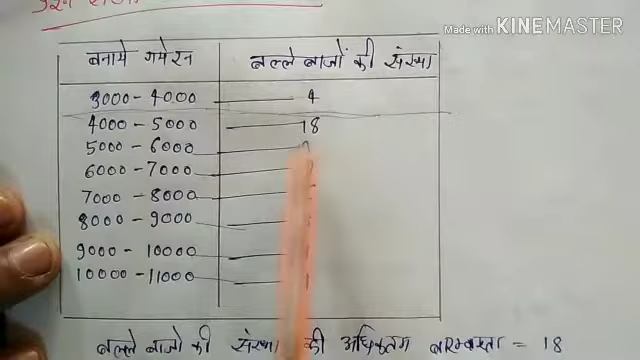 Made with KINEMASTER
बनाये गमेरन बल्ले बाजों की संख्या
3000 - 4000 4
4000 - 5000 18
5000 - 6000
6000 - 7000
7000 - 8000
8000 - 9000
9000 - 10000
10000 - 11000 1
बल्ले बाजो की संख्या की अधिकतम बारम्बारता = 18